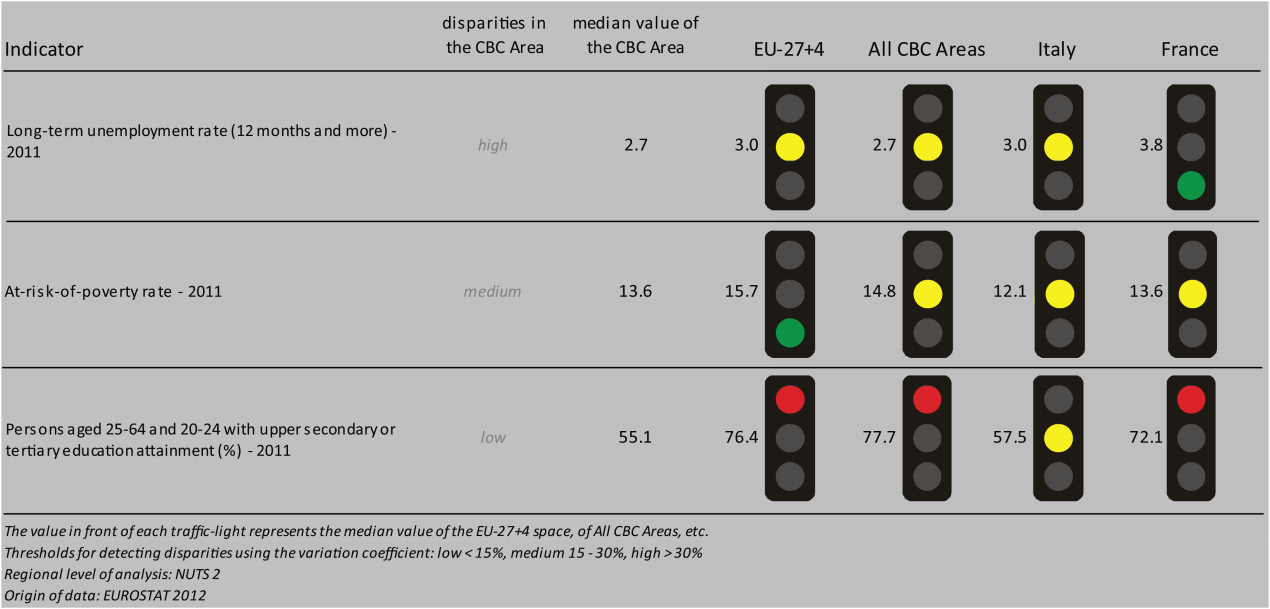 Indicator
disparities in
the CBC Area
median value of
the CBC Area
EU-27+4
All CBC Areas
Italy
France
Long-term unemployment rate (12 months and more) -
2011
high
2.7
3.0
2.7
3.0
3.8
At-risk-of-poverty rate - 2011
medium
13.6
15.7
14.8
12.1
13.6
Persons aged 25-64 and 20-24 with upper secondary or
tertiary education attainment (%) - 2011
low
55.1
76.4
77.7
57.5
72.1
The value in front of each traffic-light represents the median value of the EU-27+4 space, of All CBC Areas, etc.
Thresholds for detecting disparities using the variation coefficient: low < 15%, medium 15 - 30%, high > 30%
Regional level of analysis: NUTS 2
Origin of data: EUROSTAT 2012